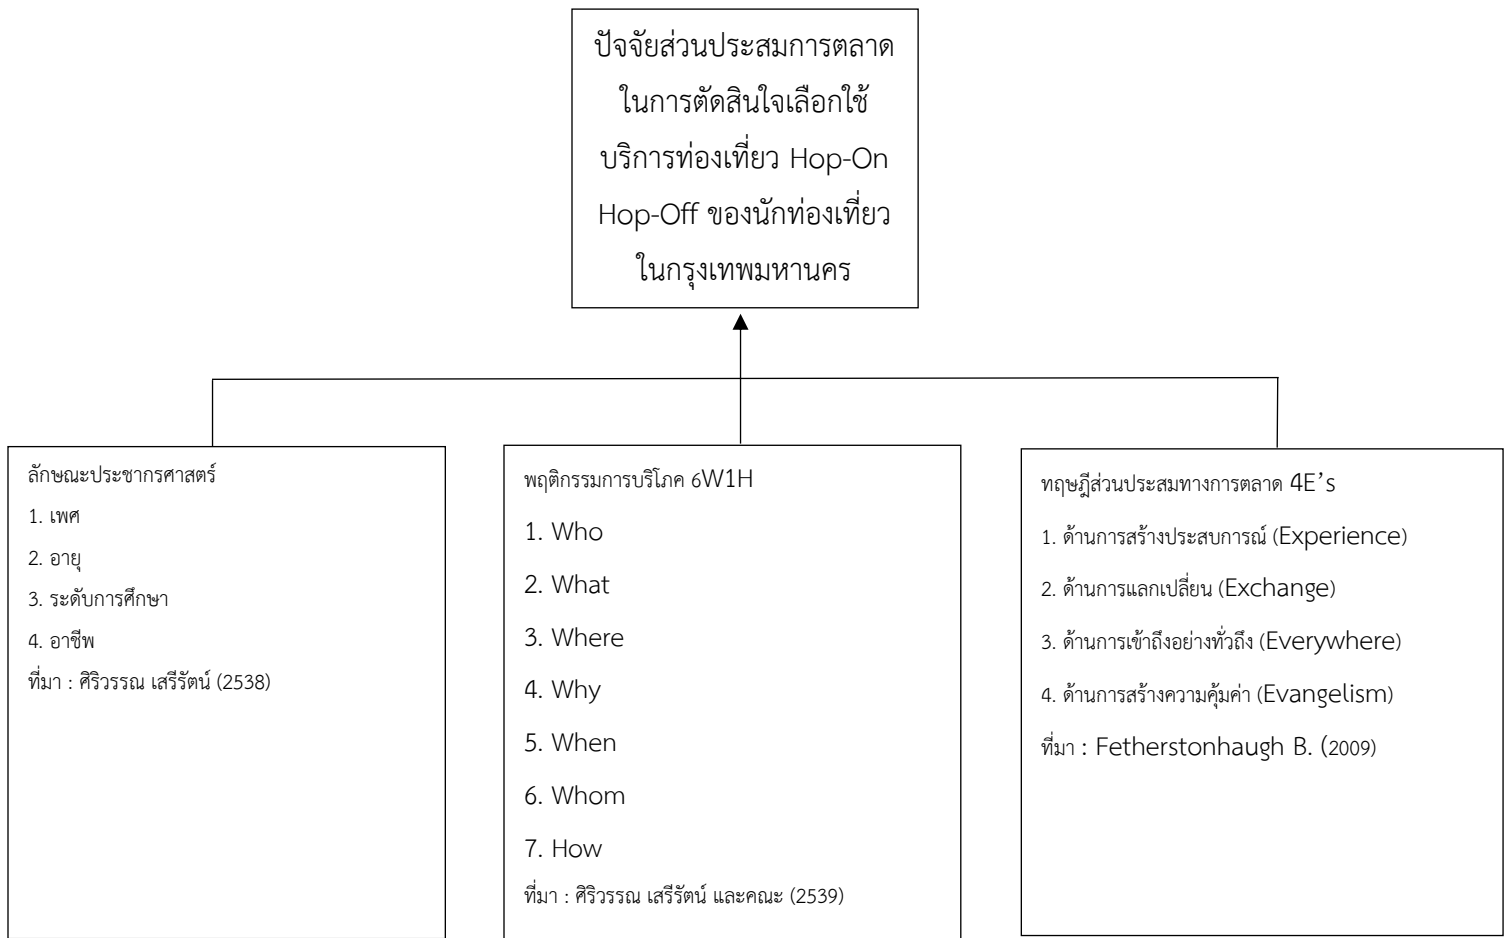 ปัจจัยส่วนประสมการตลาด
ในการตัดสินใจเลือกใช้
บริการท่องเที่ยว Hop-On
Hop-Off ของนักท่องเที่ยว
ในกรุงเทพมหานคร
ลักษณะประชากรศาสตร์
1. เพศ
2. อายุ
3. ระดับการศึกษา
4. อาชีพ
ที่มา : ศิริวรรณ เสรีรัตน์ (2538)
พฤติกรรมการบริโภค 6W1H
1. Who
2. What
3. Where
4. Why
5. When
6. Whom
7. How
ที่มา : ศิริวรรณ เสรีรัตน์ และคณะ (2539)
ทฤษฎีส่วนประสมทางการตลาด 4E’s
1. ด้านการสร้างประสบการณ์ (Experience)
2. ด้านการแลกเปลี่ยน (Exchange)
3. ด้านการเข้าถึงอย่างทั่วถึง (Everywhere)
4. ด้านการสร้างความคุ้มค่า (Evangelism)
ที่มา : Fetherstonhaugh B. (2009)